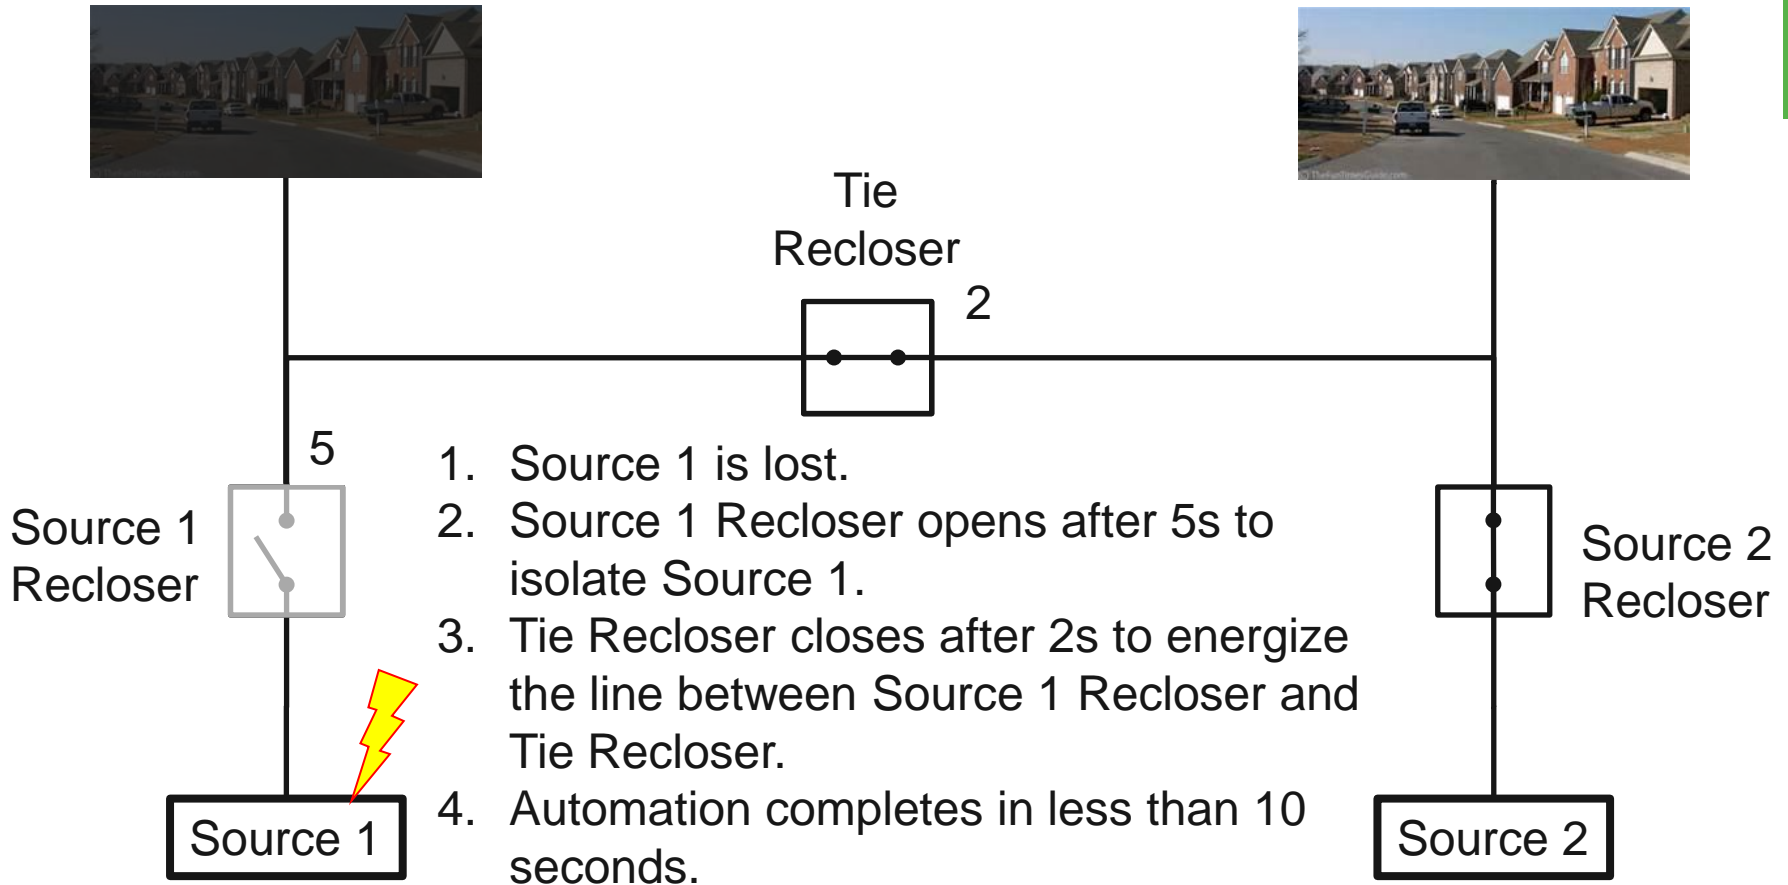 Tie
Recloser
2
5
Source 1
Recloser
1. Source 1 is lost.
2. Source 1 Recloser opens after 5s to
isolate Source 1.
3. Tie Recloser closes after 2s to energize
the line between Source 1 Recloser and
Tie Recloser.
4. Automation completes in less than 10
seconds.
Source 2
Recloser
Source 1
Source 2
© TheFunTimesGuide.com